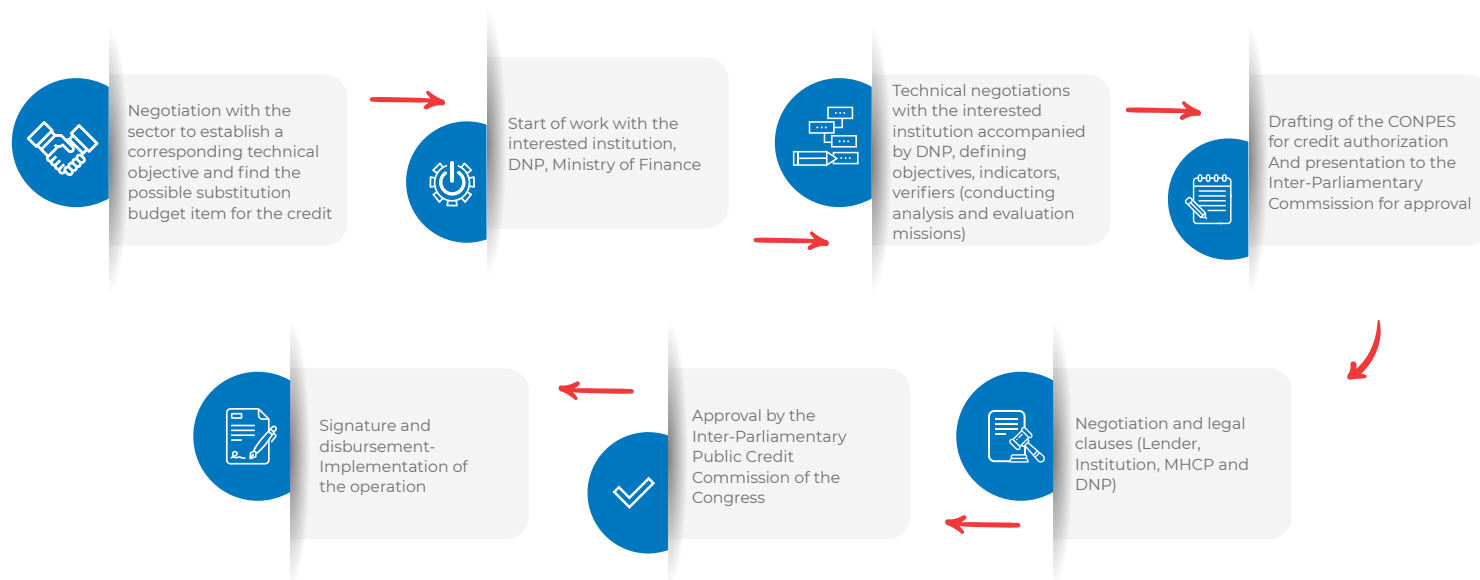 Negotiation with the
sector to establish a
corresponding technical
objective and find the
possible substitution
budget item for the credit
Start of work with the
interested institution,
DNP, Ministry of Finance
Technical negotiations
with the interested
institution accompanied
by DNP, defining
objectives, indicators,
verifiers (conducting
analysis and evaluation
missions)
Drafting of the CONPES
for credit authorization
And presentation to the
Inter-Parliamentary
Commsission for approval
Negotiation and legal
clauses (Lender,
Institution, MHCP and
DNP)
Approval by the
Inter-Parliamentary
Public Credit
Commission of the
Congress
Signature and
disbursement-
Implementation of
the operation